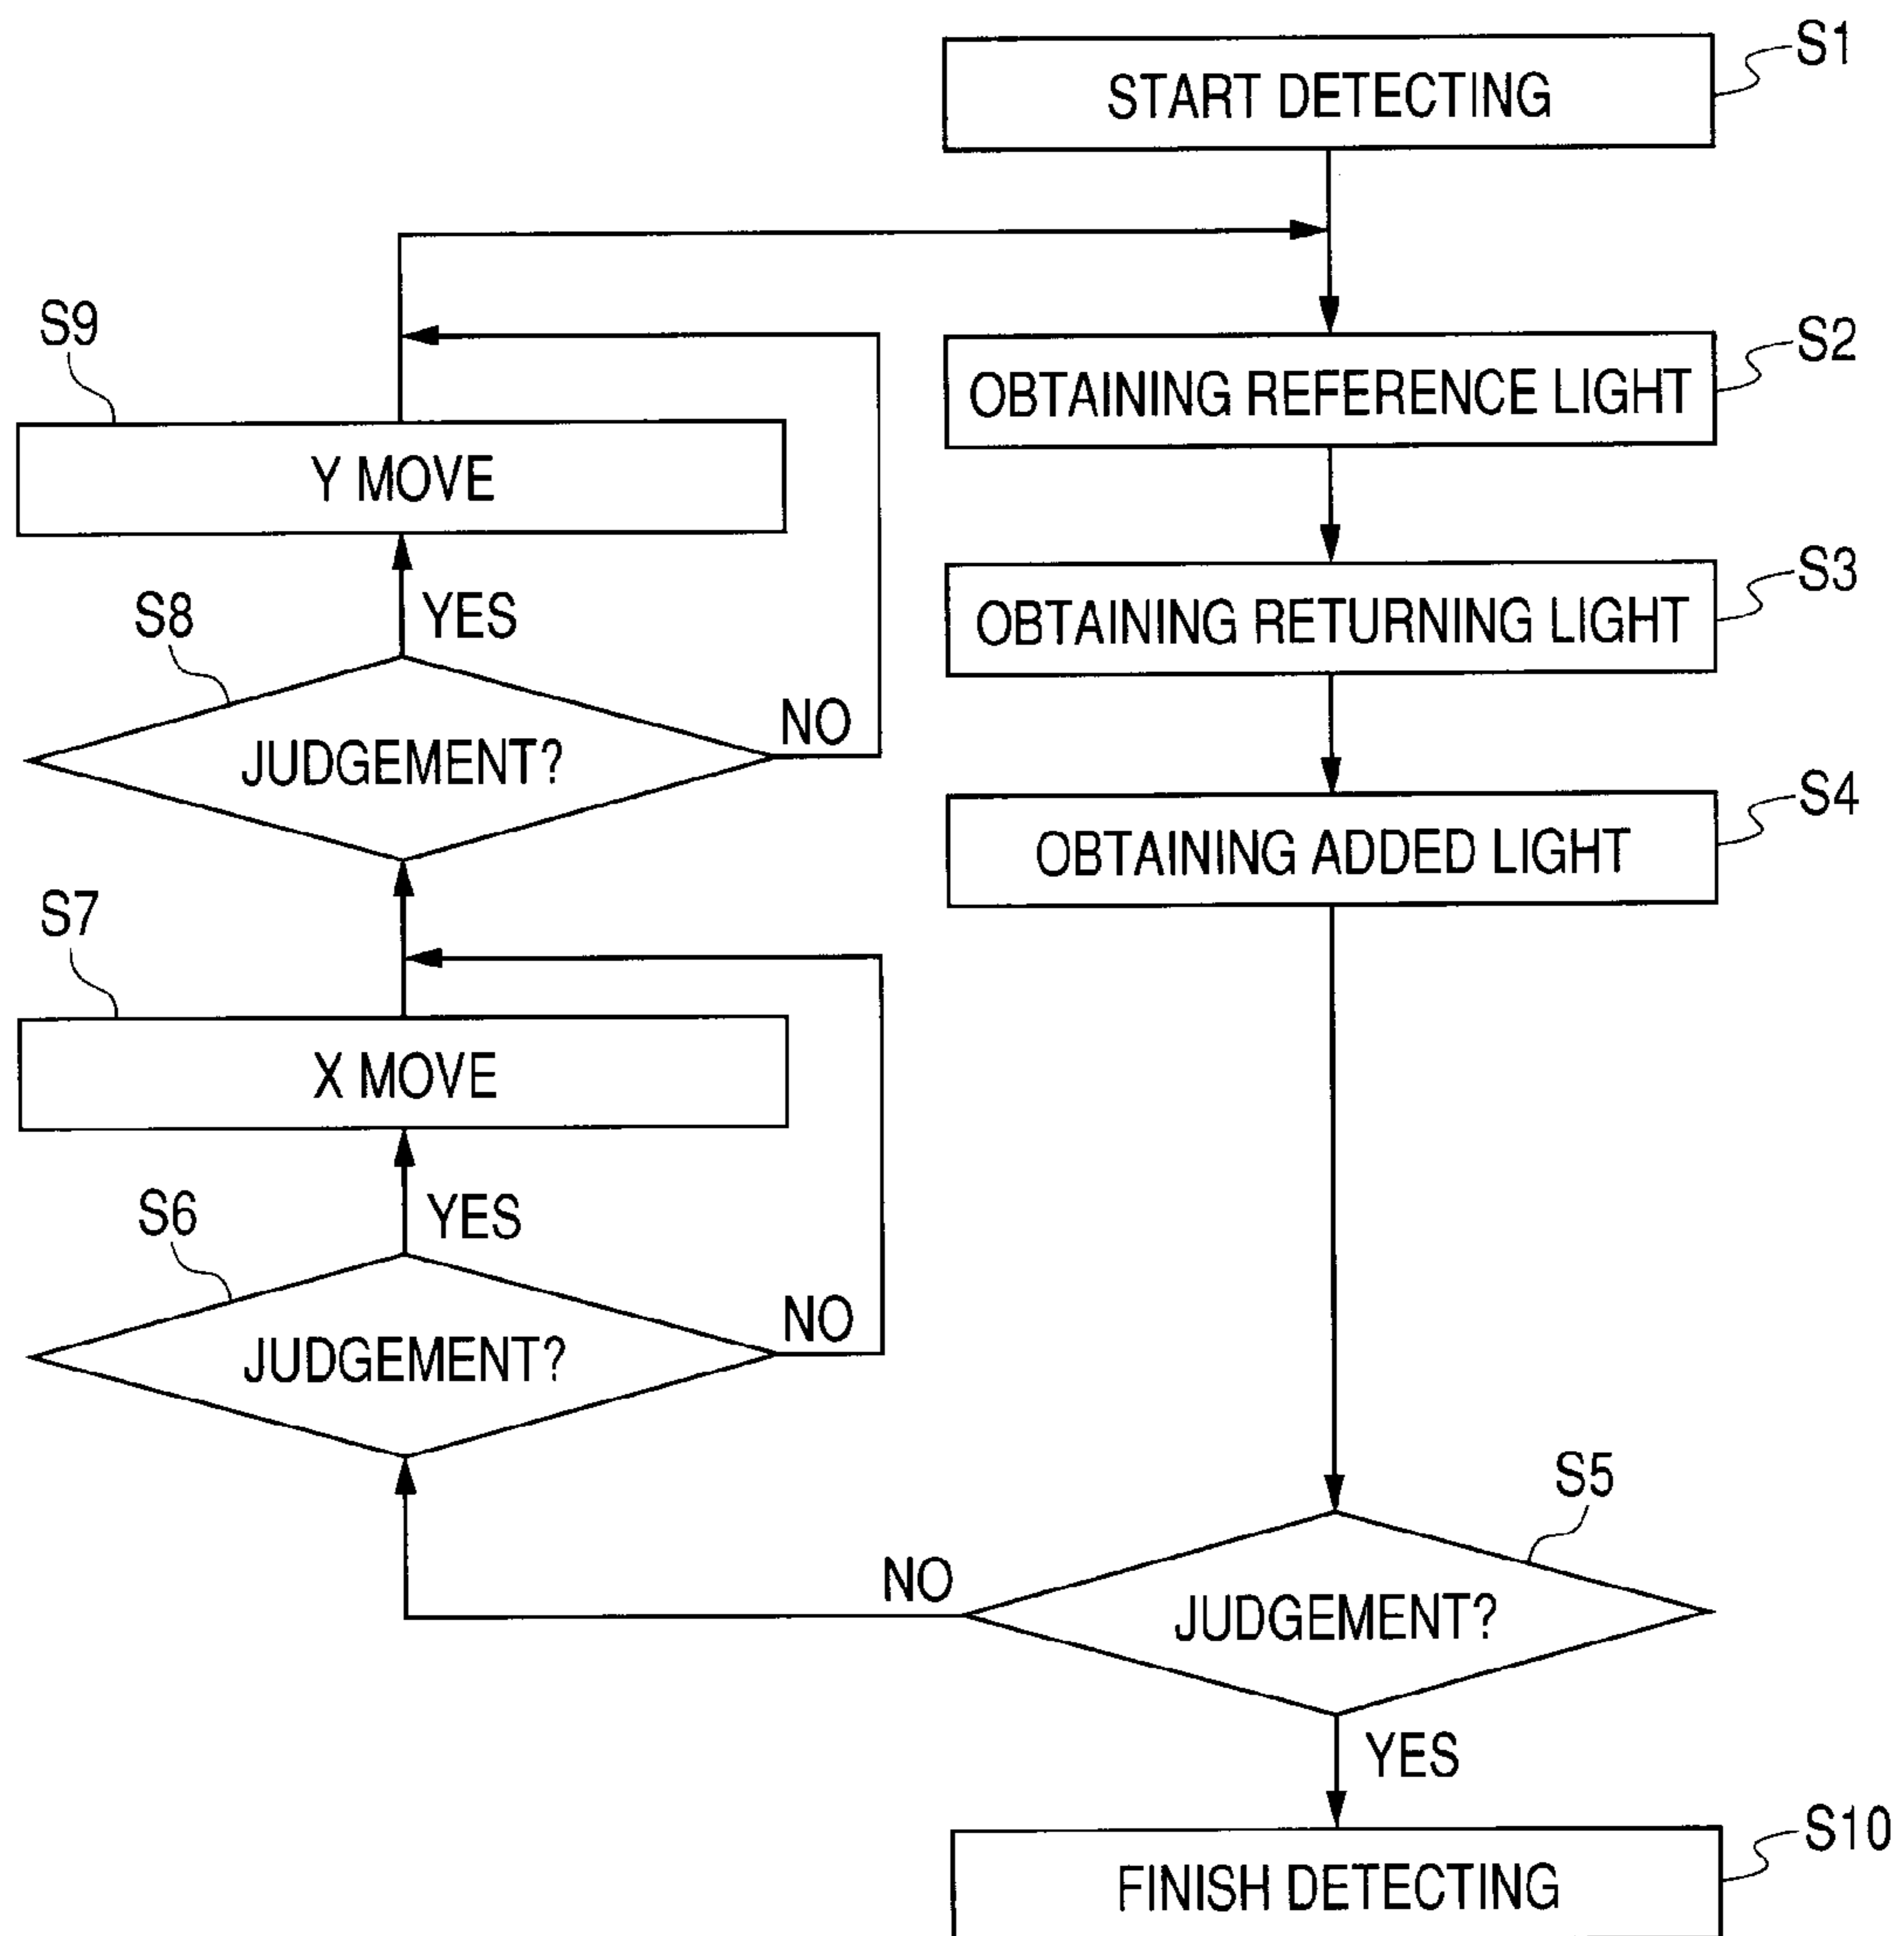 START DETECTING
S1
OBTAINING REFERENCE LIGHT
S2
OBTAINING RETURNING LIGHT
S3
OBTAINING ADDED LIGHT
S4
JUDGEMENT?
S5
NO
YES
JUDGEMENT?
S6
YES
NO
X MOVE
S7
JUDGEMENT?
S8
YES
NO
Y MOVE
S9
FINISH DETECTING
S10